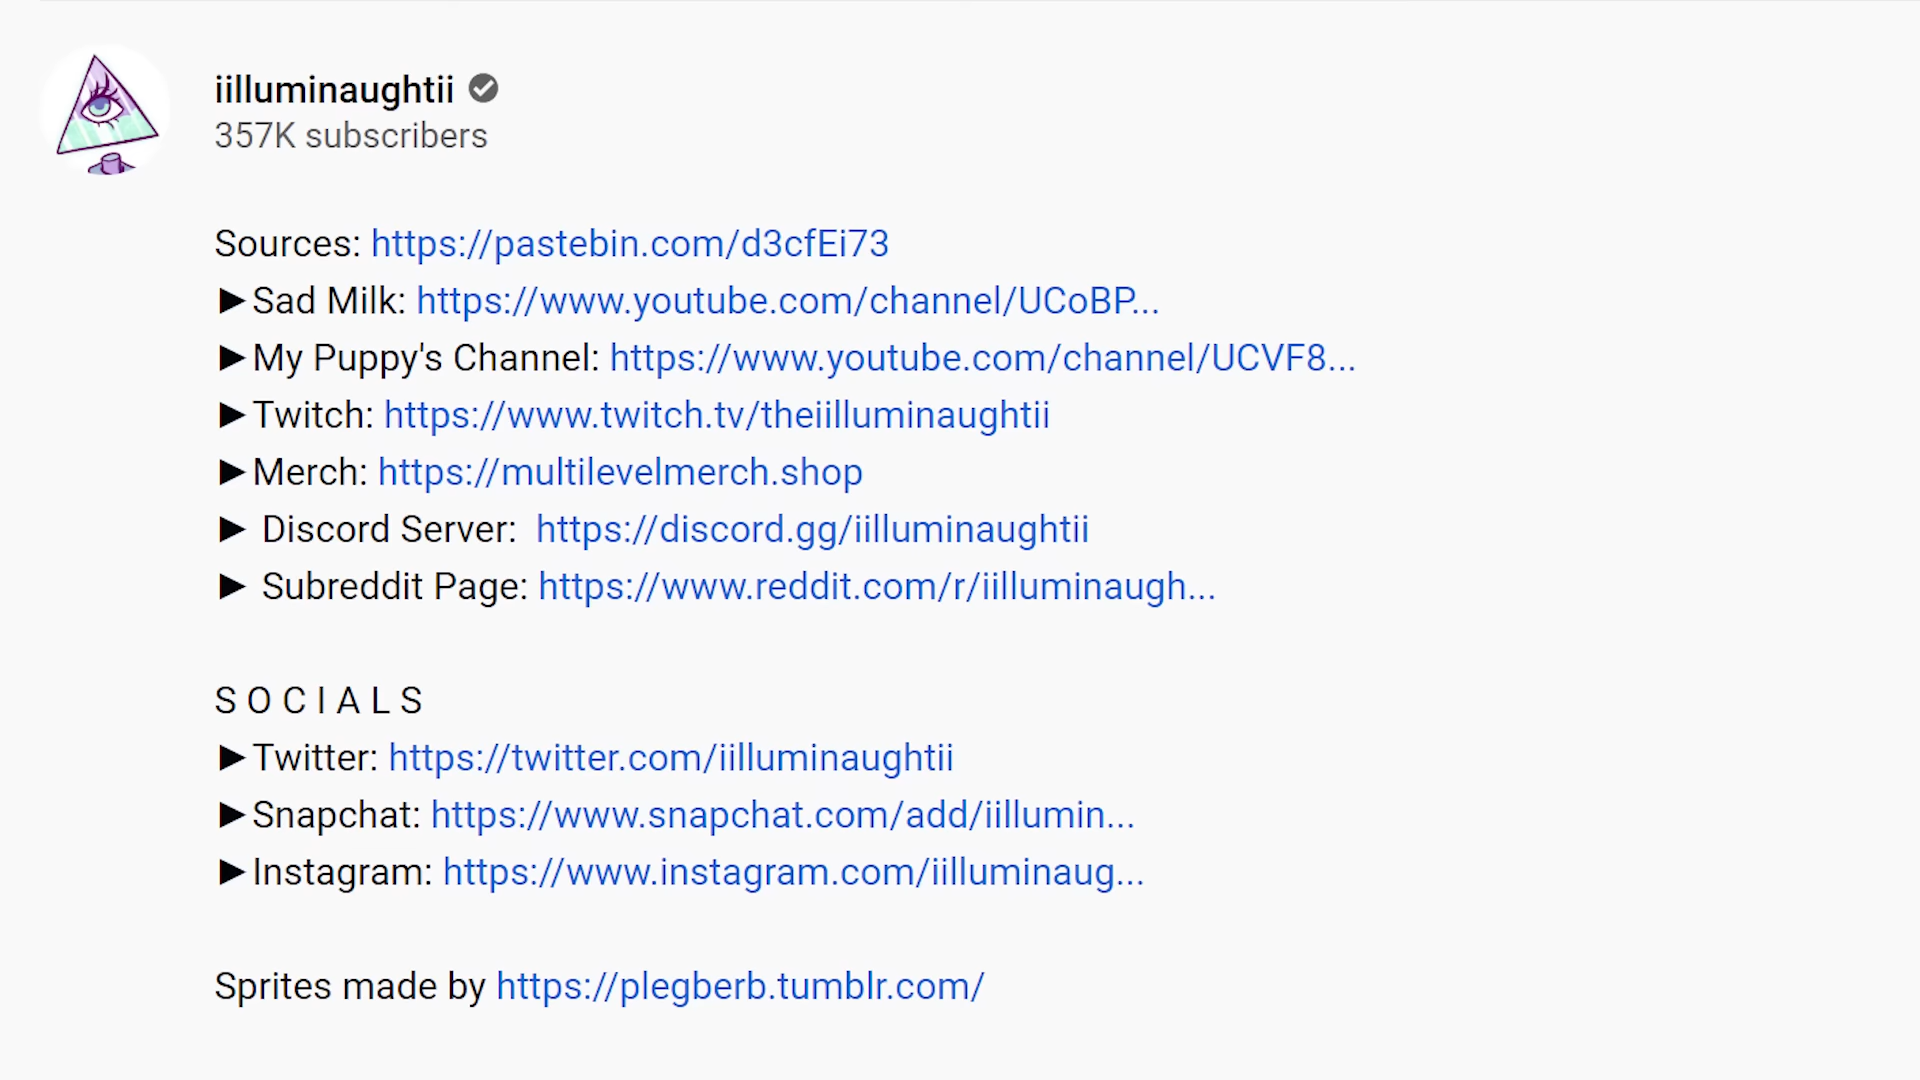 iilluminaughtii
357K subscribers
Sources: https://pastebin.com/d3cfEi73
►Sad Milk: https://www.youtube.com/channel/UCoBP...
►My Puppy's Channel: https://www.youtube.com/channel/UCVF8...
►Twitch: https://www.twitch.tv/theiilluminaughtii
►Merch: https://multilevelmerch.shop
► Discord Server:  https://discord.gg/iilluminaughtii
► Subreddit Page: https://www.reddit.com/r/iilluminaugh...
S O C I A L S
►Twitter: https://twitter.com/iilluminaughtii
►Snapchat: https://www.snapchat.com/add/iillumin...
►Instagram: https://www.instagram.com/iilluminaug...
Sprites made by https://plegberb.tumblr.com/